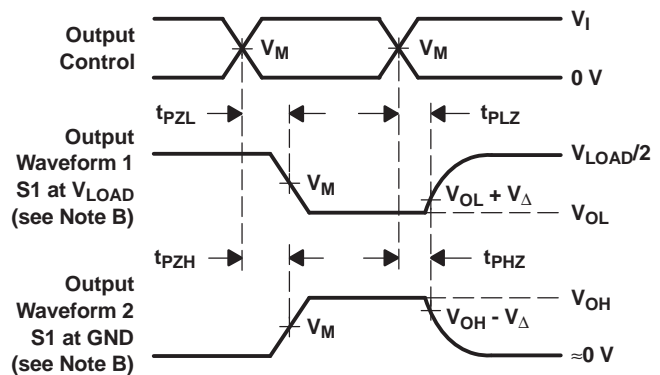 Output
Control
V_M
V_M
V_I
0 V
t_PZL
t_PLZ
Output
Waveform 1
S1 at V_LOAD
(see Note B)
V_M
V_LOAD/2
V_OL + V_Δ
V_OL
t_PZH
t_PHZ
Output
Waveform 2
S1 at GND
(see Note B)
V_M
V_OH
V_OH - V_Δ
≈0 V